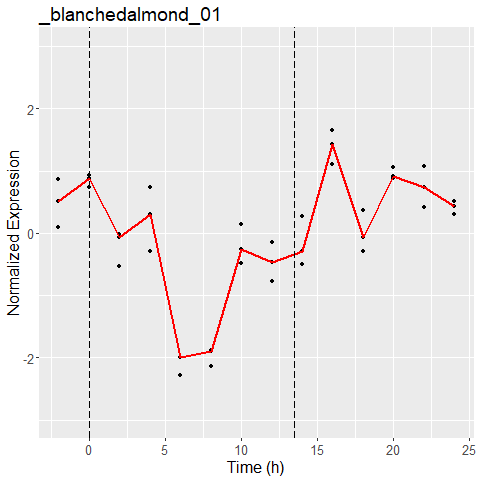 _blanchedalmond_01
Normalized Expression
2
0
-2
0 5 10 15 20 25
Time (h)